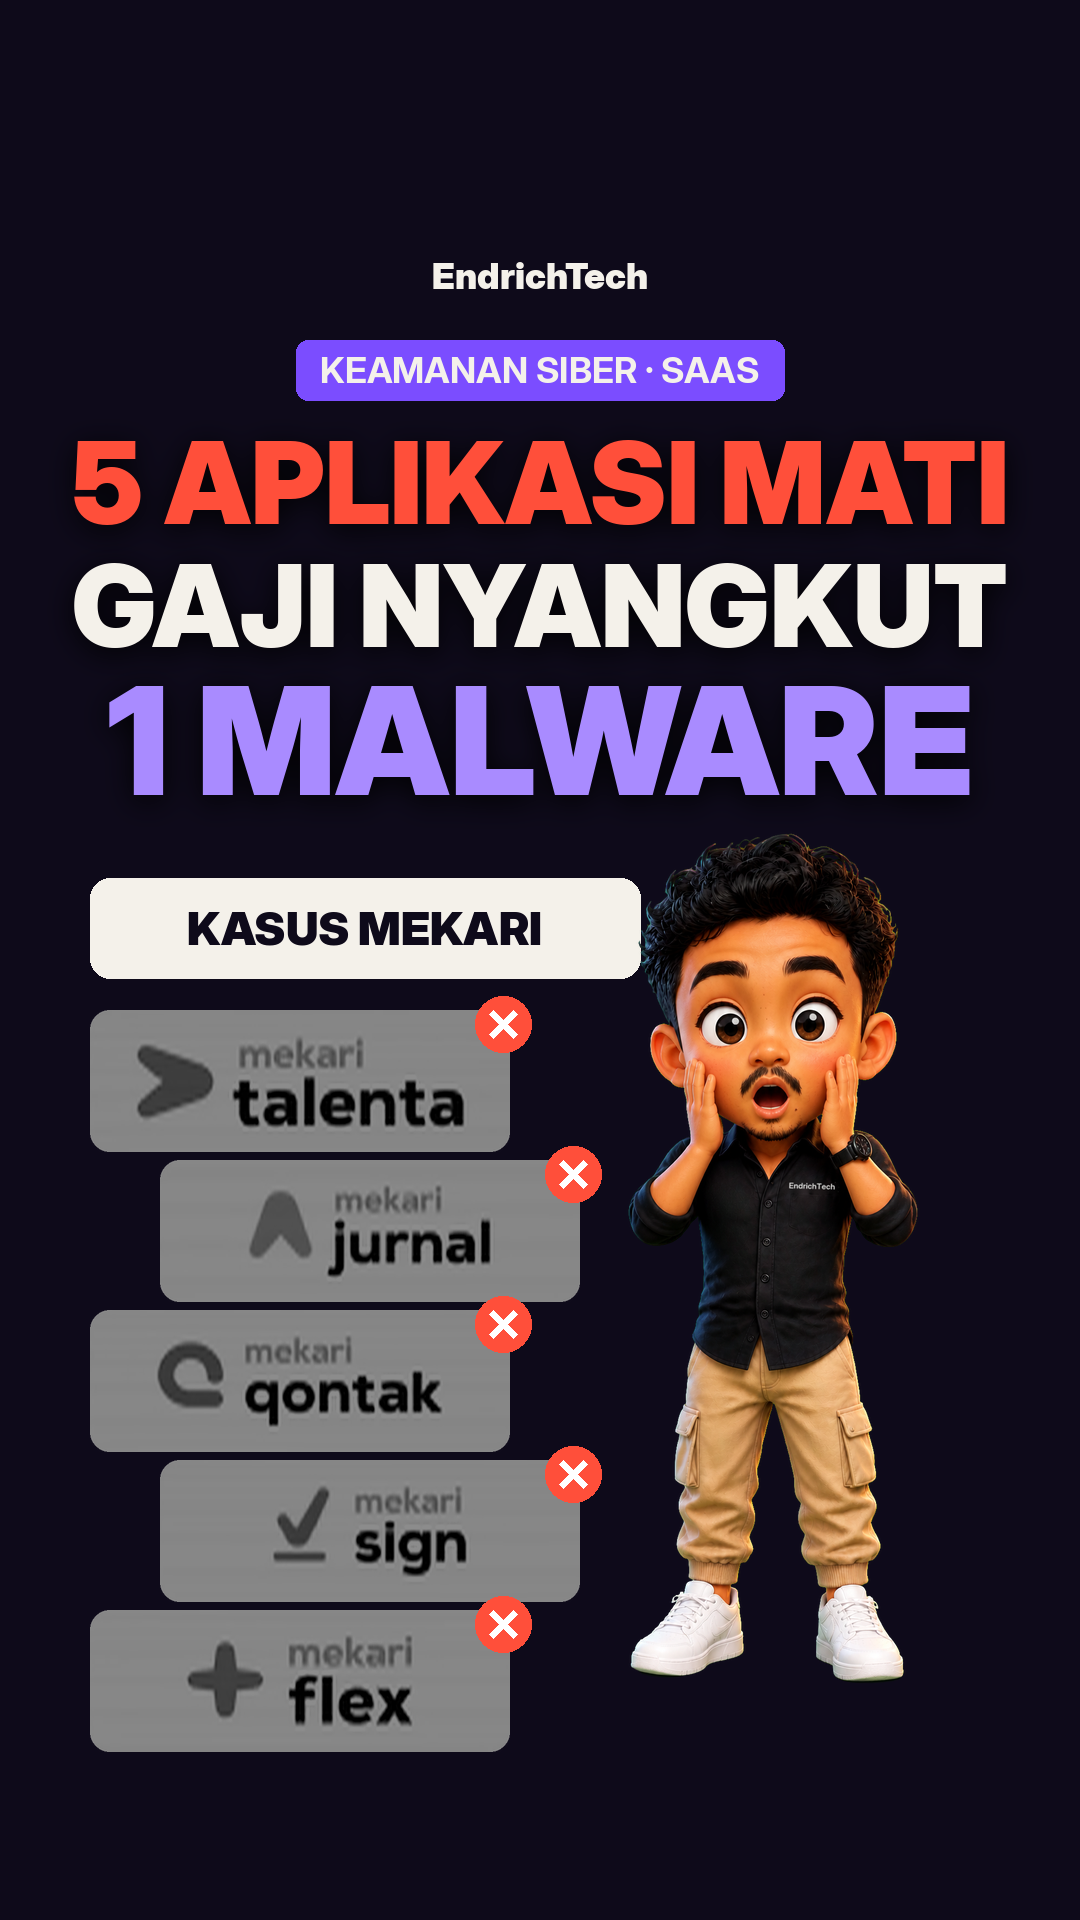 EndrichTech
KEAMANAN SIBER · SAAS
5 APLIKASI MATI
GAJI NYANGKUT
1 MALWARE
KASUS MEKARI
mekari
talenta
mekari
jurnal
mekari
qontak
mekari
sign
mekari
flex
EndrichTech